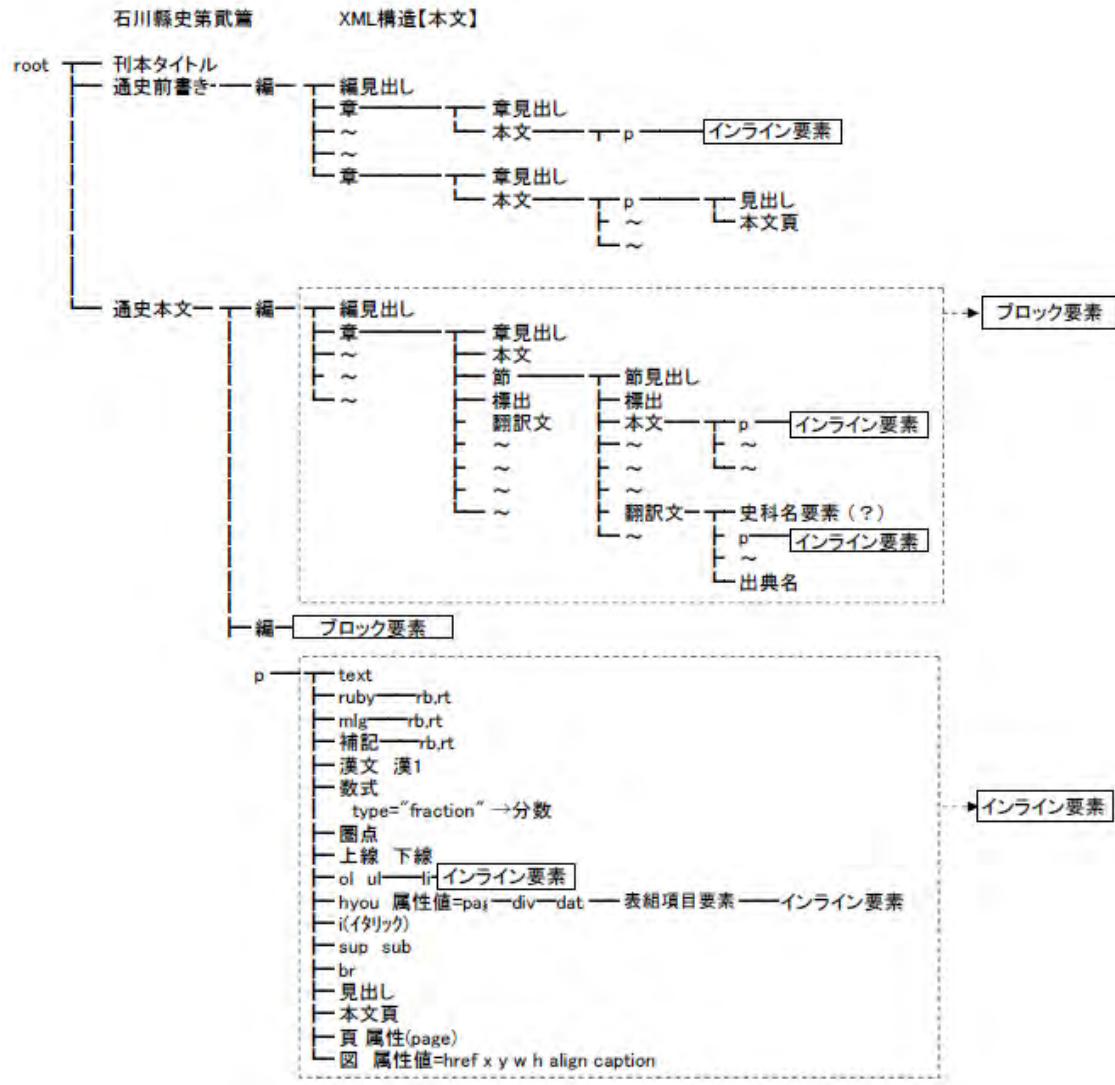 石川縣史第貳篇 XML構造【本文】
root 刊本タイトル
通史前書き 編 編見出し
章 章見出し
～ 本文 p インライン要素
～
章 章見出し
本文 p 見出し
～ 本文頁
～
通史本文 編 編見出し ブロック要素
章 章見出し
～ 本文
～ 節 節見出し
～ 標出 標出
翻訳文 本文 p インライン要素
～ ～ ～
～ ～ ～
～ ～
～ 翻訳文 史科名要素（？）
～ p インライン要素
～
出典名
編 ブロック要素
p text
ruby rb,rt
mlg rb,rt
補記 rb,rt
漢文 漢1
数式
type="fraction" →分数 インライン要素
圏点
上線 下線
ol ul li インライン要素
hyou 属性値=pag div dat 表組項目要素 インライン要素
i(イタリック)
sup sub
br
見出し
本文頁
頁 属性(page)
図 属性値=href x y w h align caption